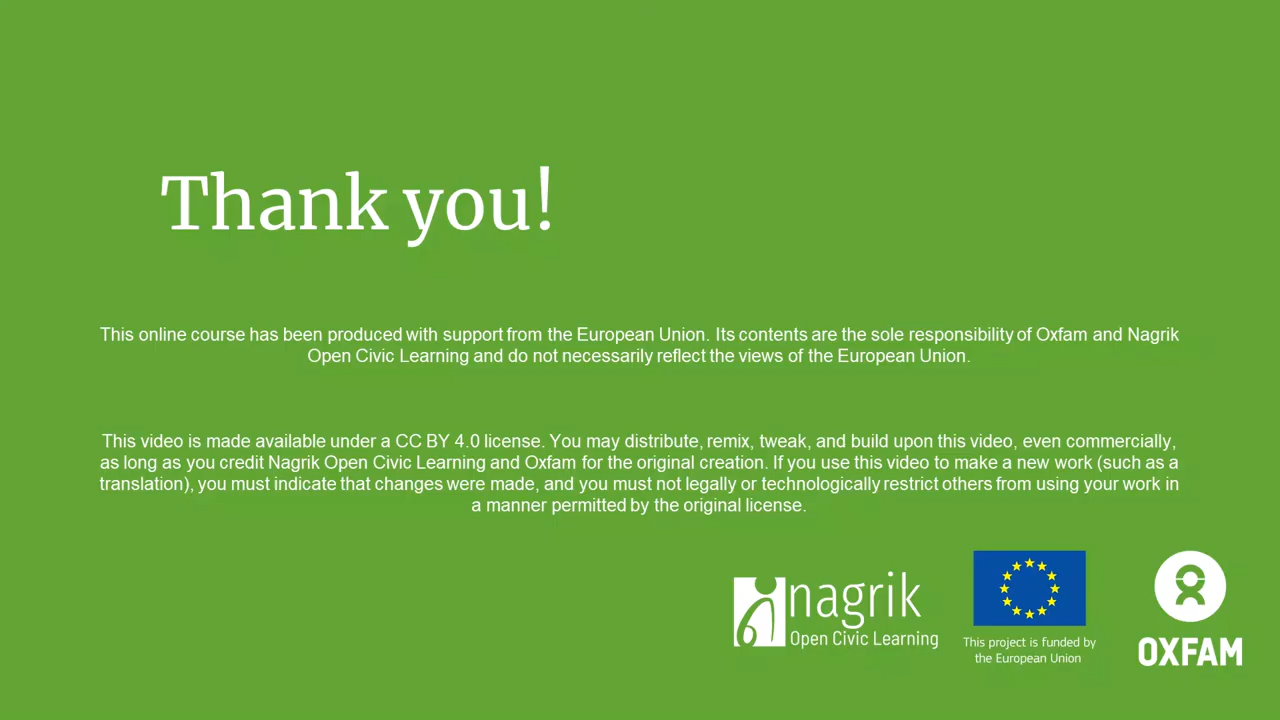 Thank you!
This online course has been produced with support from the European Union. Its contents are the sole responsibility of Oxfam and Nagrik
Open Civic Learning and do not necessarily reflect the views of the European Union.
This video is made available under a CC BY 4.0 license. You may distribute, remix, tweak, and build upon this video, even commercially,
as long as you credit Nagrik Open Civic Learning and Oxfam for the original creation. If you use this video to make a new work (such as a
translation), you must indicate that changes were made, and you must not legally or technologically restrict others from using your work in
a manner permitted by the original license.
nagrik
Open Civic Learning
This project is funded by
the European Union
OXFAM